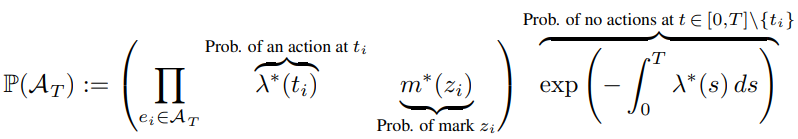 Prob. of no actions at t ∈ [0,T]\{t_i}
Prob. of an action at t_i
ℙ(𝒜_T) := ( ∏_{e_i∈𝒜_T} λ*(t_i) m*(z_i) ) exp( − ∫_0^T λ*(s) ds )
Prob. of mark z_i